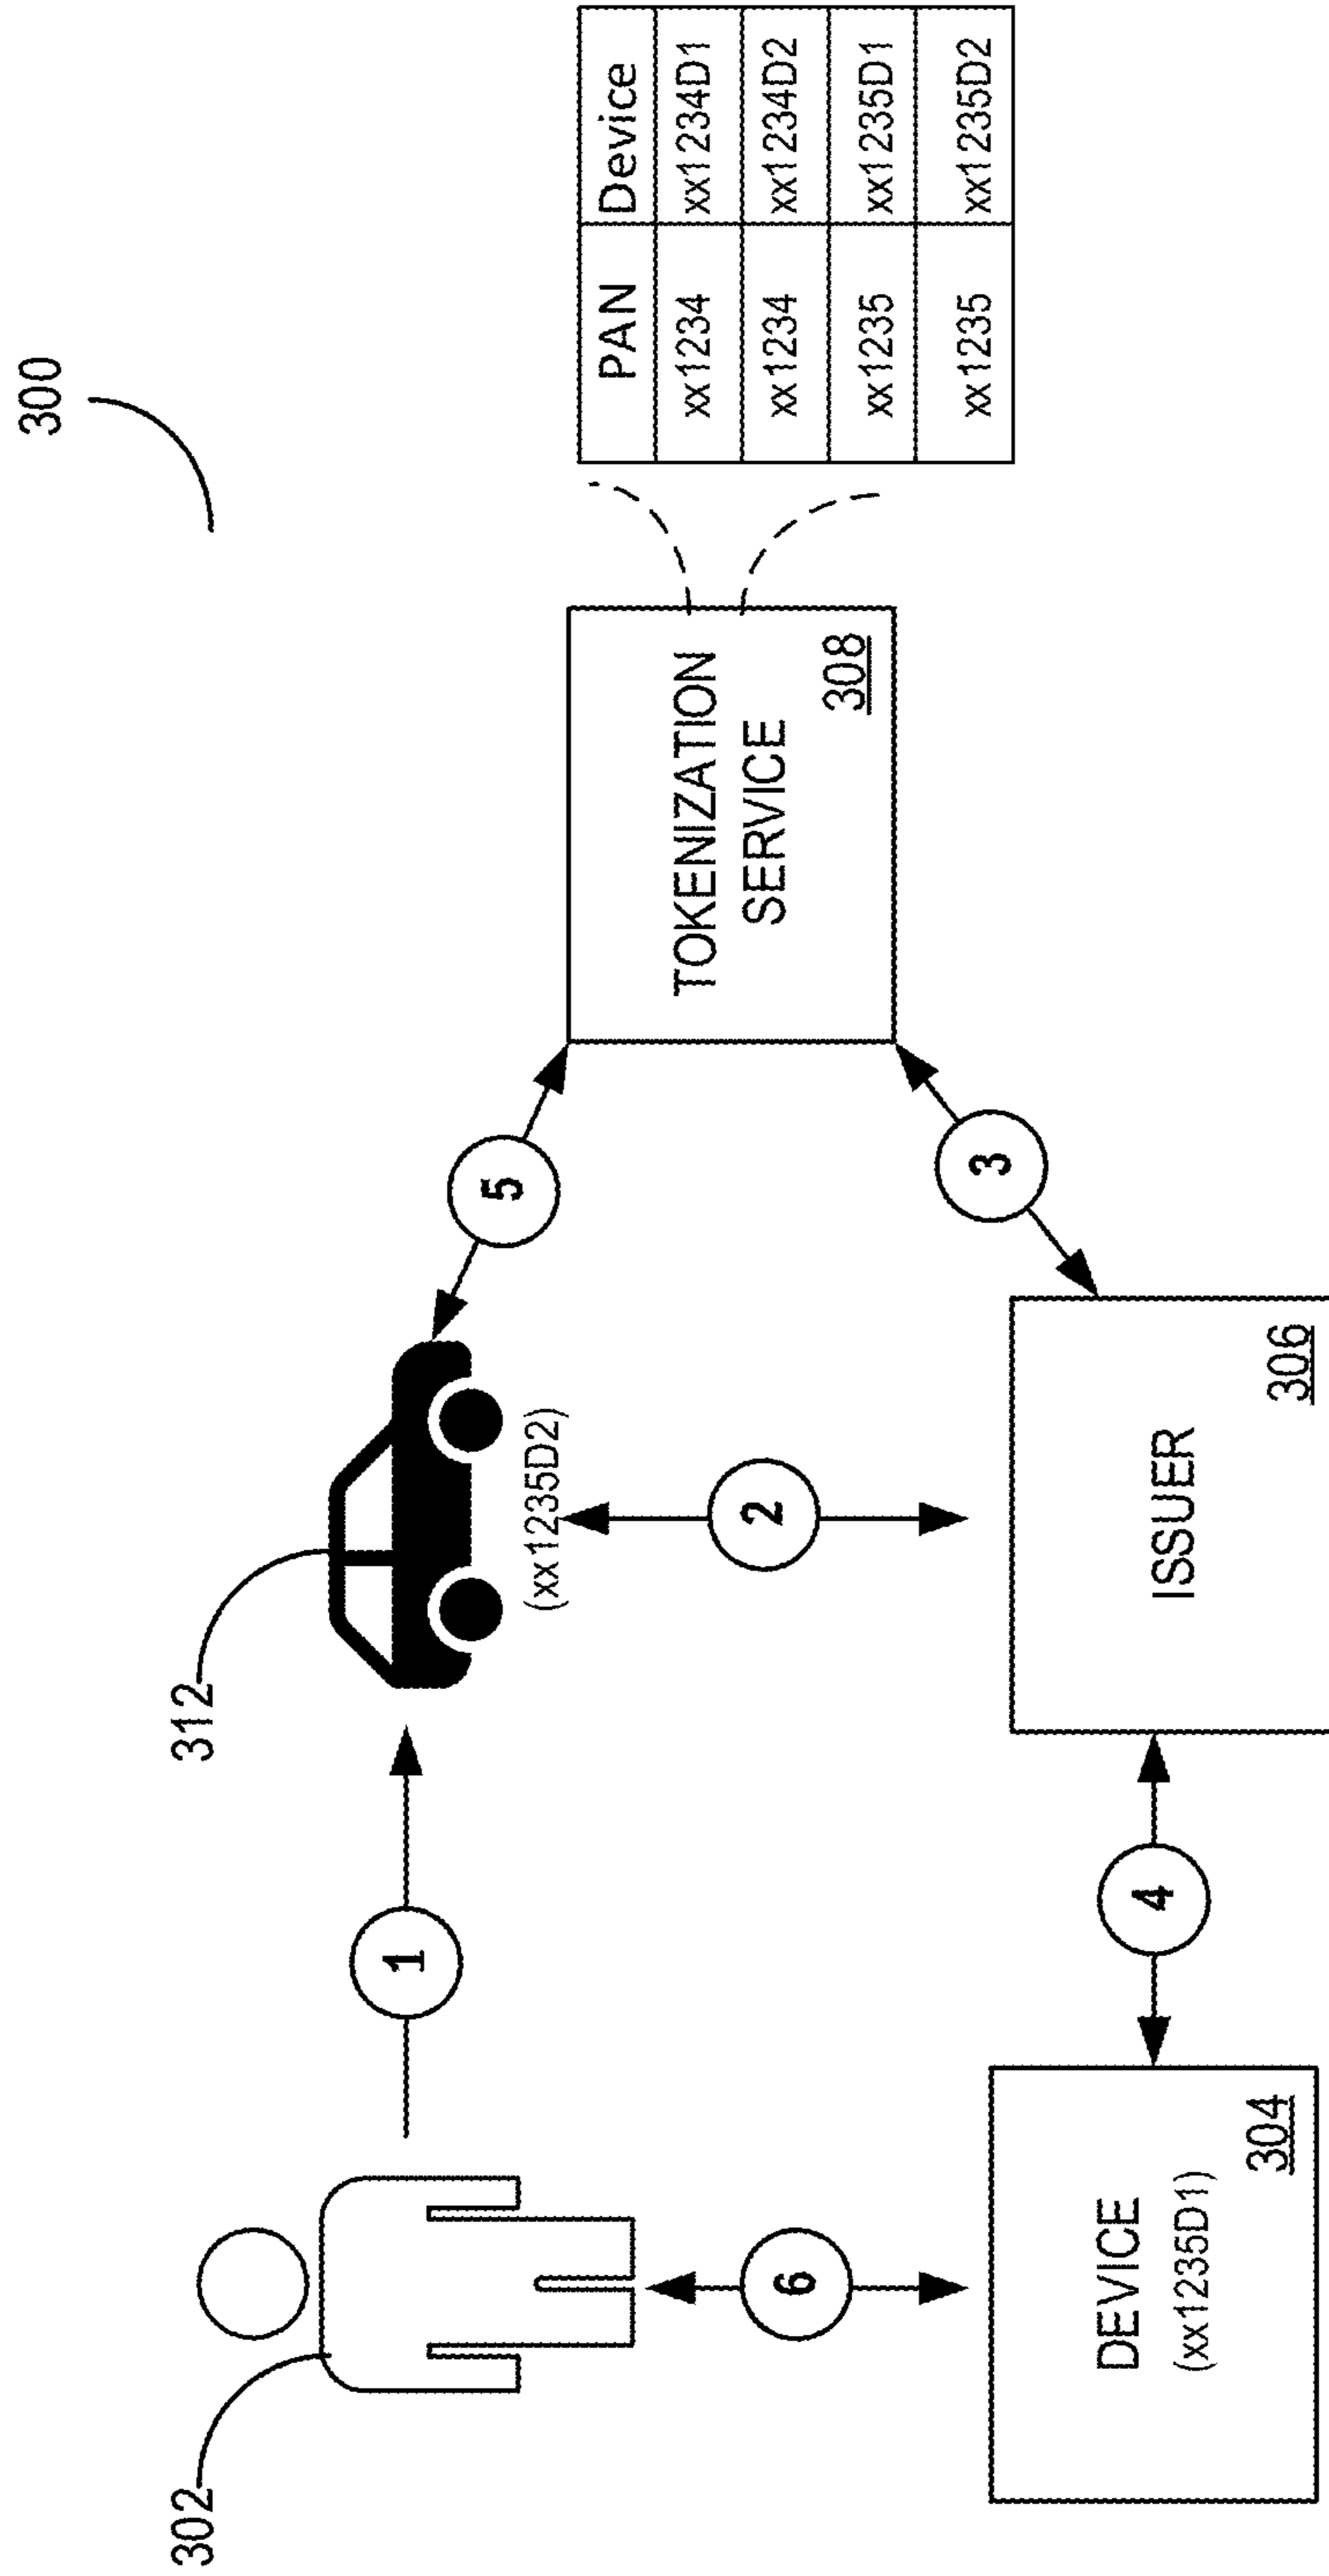 300
302
312
1
(xx1235D2)
5
6
2
TOKENIZATION
SERVICE
308
PAN Device
xx1234 xx1234D1
xx1234 xx1234D2
xx1235 xx1235D1
xx1235 xx1235D2
3
DEVICE
(xx1235D1)
304
4
ISSUER
306